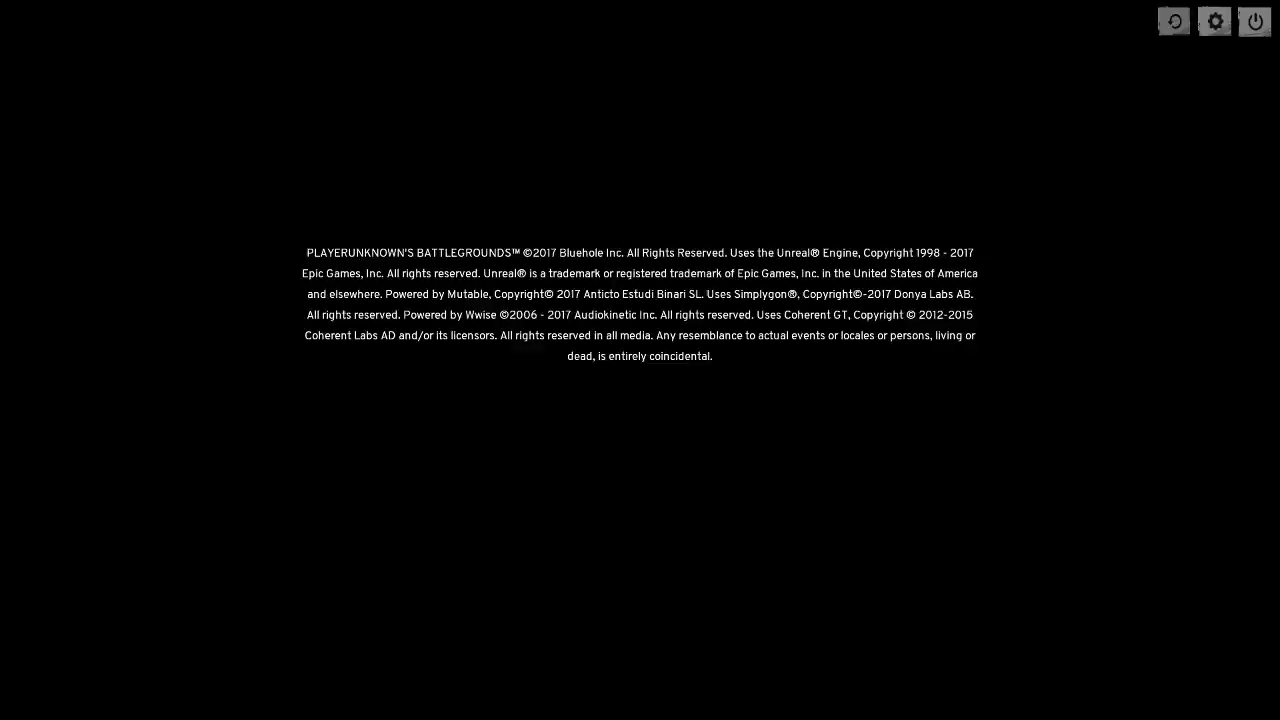 PLAYERUNKNOWN'S BATTLEGROUNDS™ ©2017 Bluehole Inc. All Rights Reserved. Uses the Unreal® Engine, Copyright 1998 - 2017
Epic Games, Inc. All rights reserved. Unreal® is a trademark or registered trademark of Epic Games, Inc. in the United States of America
and elsewhere. Powered by Mutable, Copyright© 2017 Anticto Estudi Binari SL. Uses Simplygon®, Copyright©-2017 Donya Labs AB.
All rights reserved. Powered by Wwise ©2006 - 2017 Audiokinetic Inc. All rights reserved. Uses Coherent GT, Copyright © 2012-2015
Coherent Labs AD and/or its licensors. All rights reserved in all media. Any resemblance to actual events or locales or persons, living or
dead, is entirely coincidental.